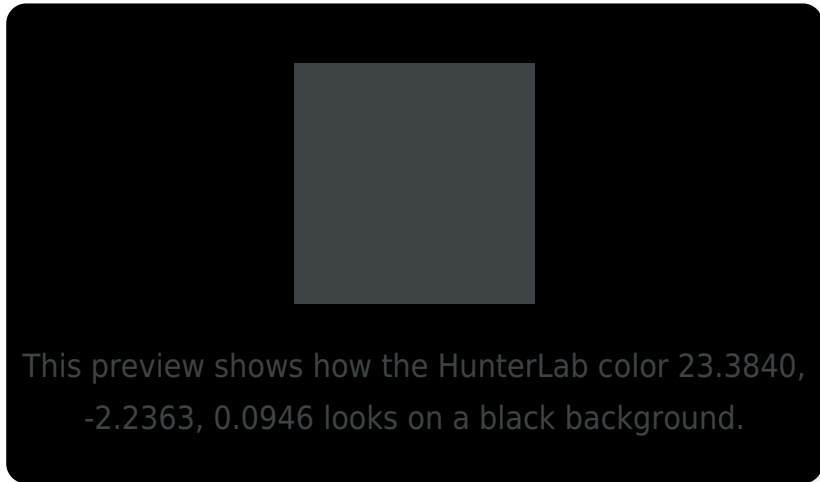 This preview shows how the HunterLab color 23.3840,
-2.2363, 0.0946 looks on a black background.